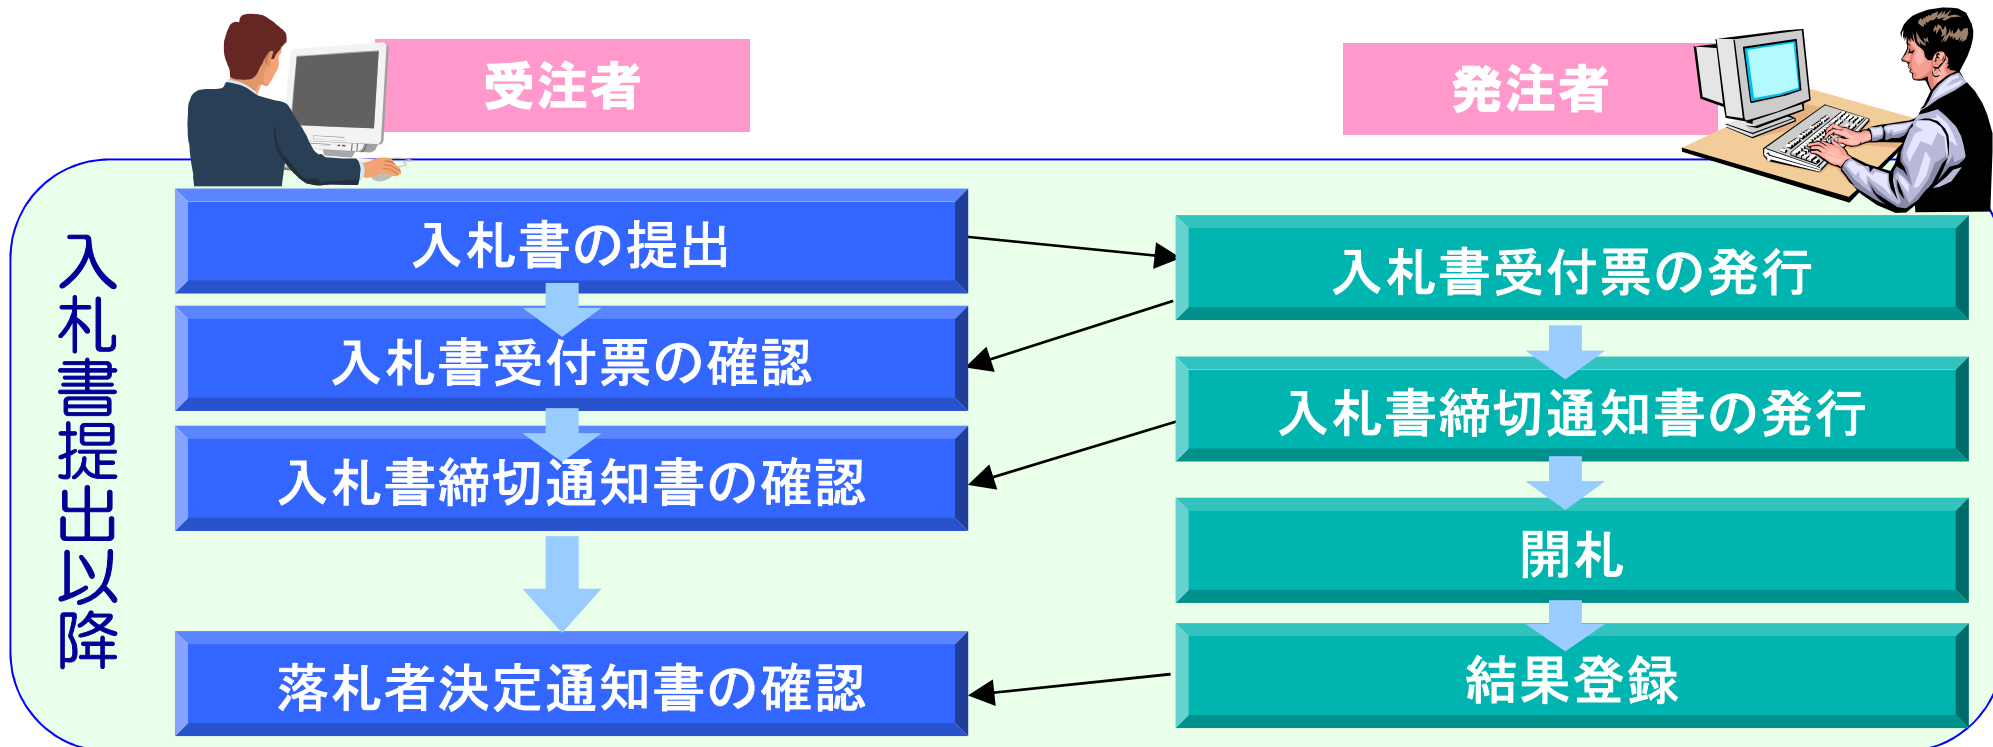 受注者
発注者
入札書提出以降
入札書の提出
入札書受付票の確認
入札書締切通知書の確認
落札者決定通知書の確認
入札書受付票の発行
入札書締切通知書の発行
開札
結果登録